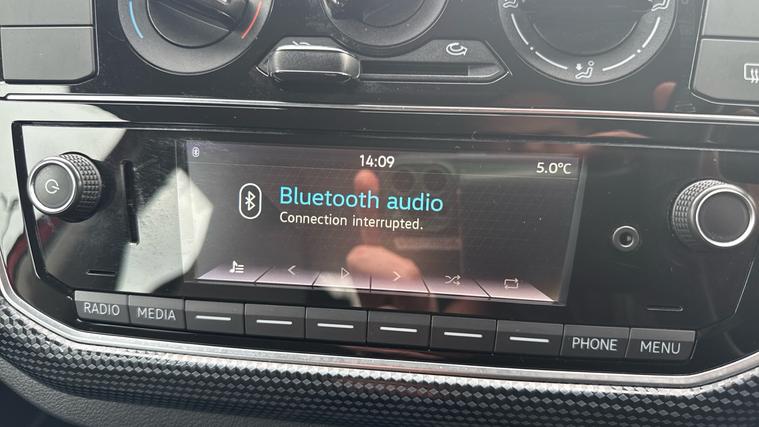 14:09
5.0°C
Bluetooth audio
Connection interrupted.
RADIO
MEDIA
PHONE
MENU